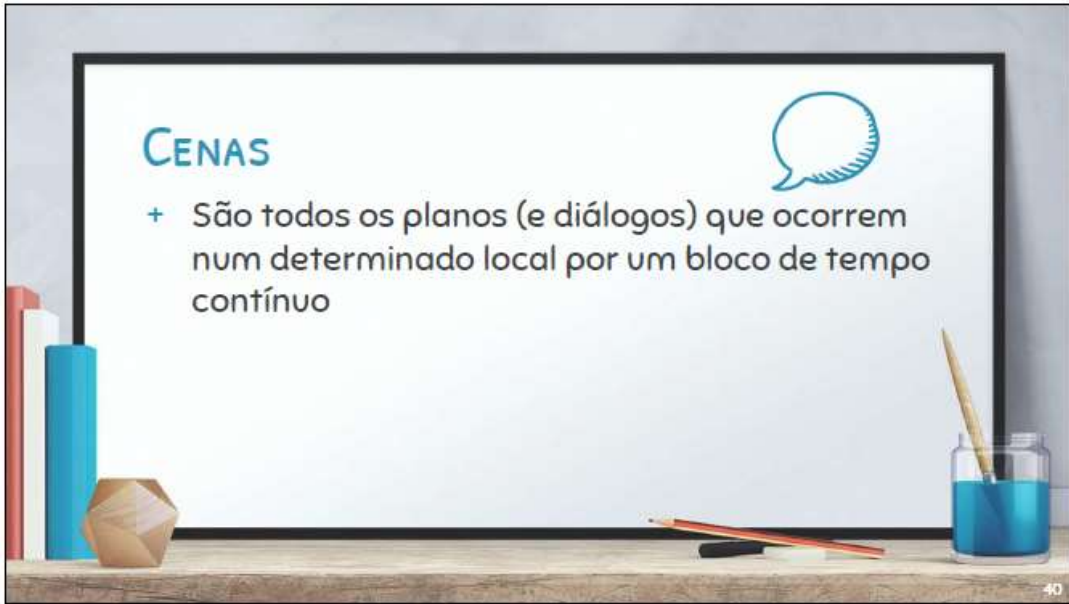 CENAS
+ São todos os planos (e diálogos) que ocorrem
num determinado local por um bloco de tempo
contínuo
40